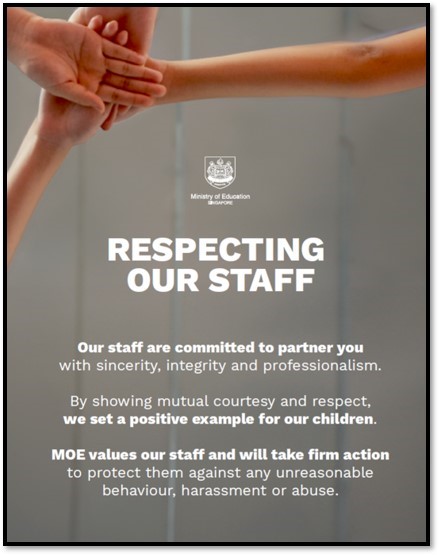 Ministry of Education
SINGAPORE
RESPECTING
OUR STAFF
Our staff are committed to partner you
with sincerity, integrity and professionalism.
By showing mutual courtesy and respect,
we set a positive example for our children.
MOE values our staff and will take firm action
to protect them against any unreasonable
behaviour, harassment or abuse.